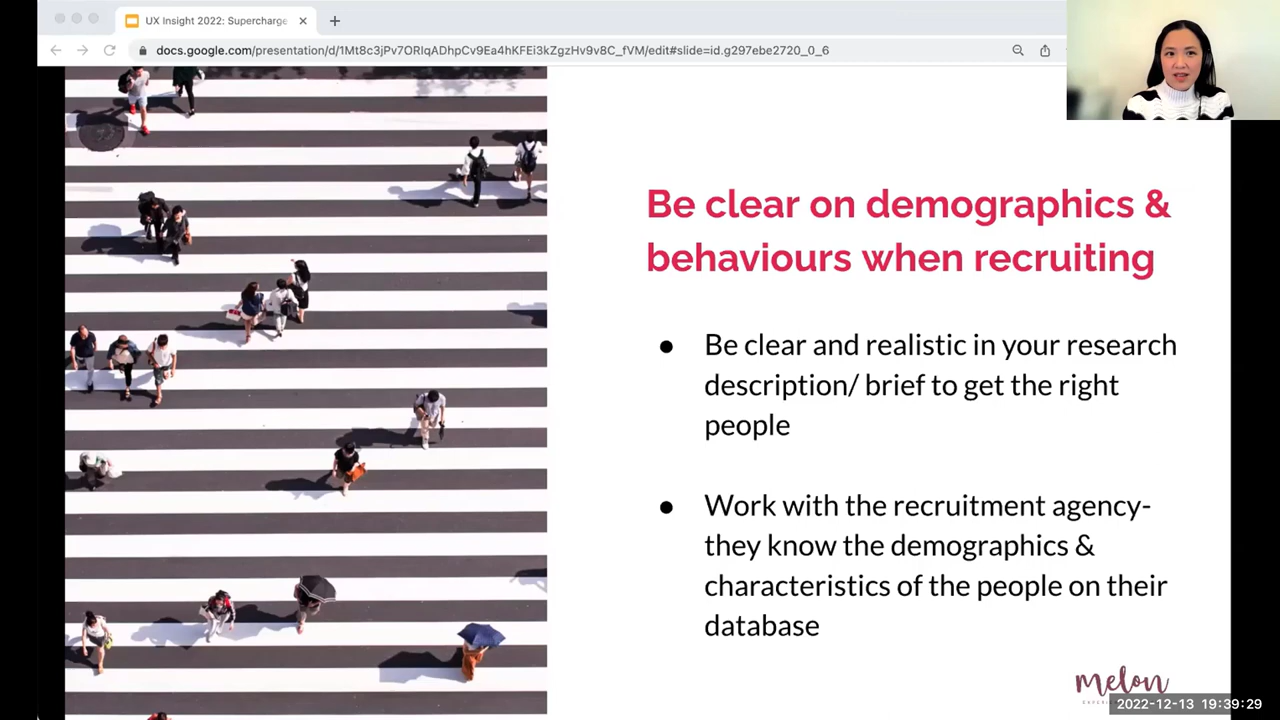 UX Insight 2022: Supercharge
docs.google.com/presentation/d/1Mt8c3jPv7ORIqADhpCv9Ea4hKFEi3kZgzHv9v8C_fVM/edit#slide=id.g297ebe2720_0_6
Be clear on demographics &
behaviours when recruiting
● Be clear and realistic in your research
description/ brief to get the right
people
● Work with the recruitment agency-
they know the demographics &
characteristics of the people on their
database
melon
2022-12-13 19:39:29